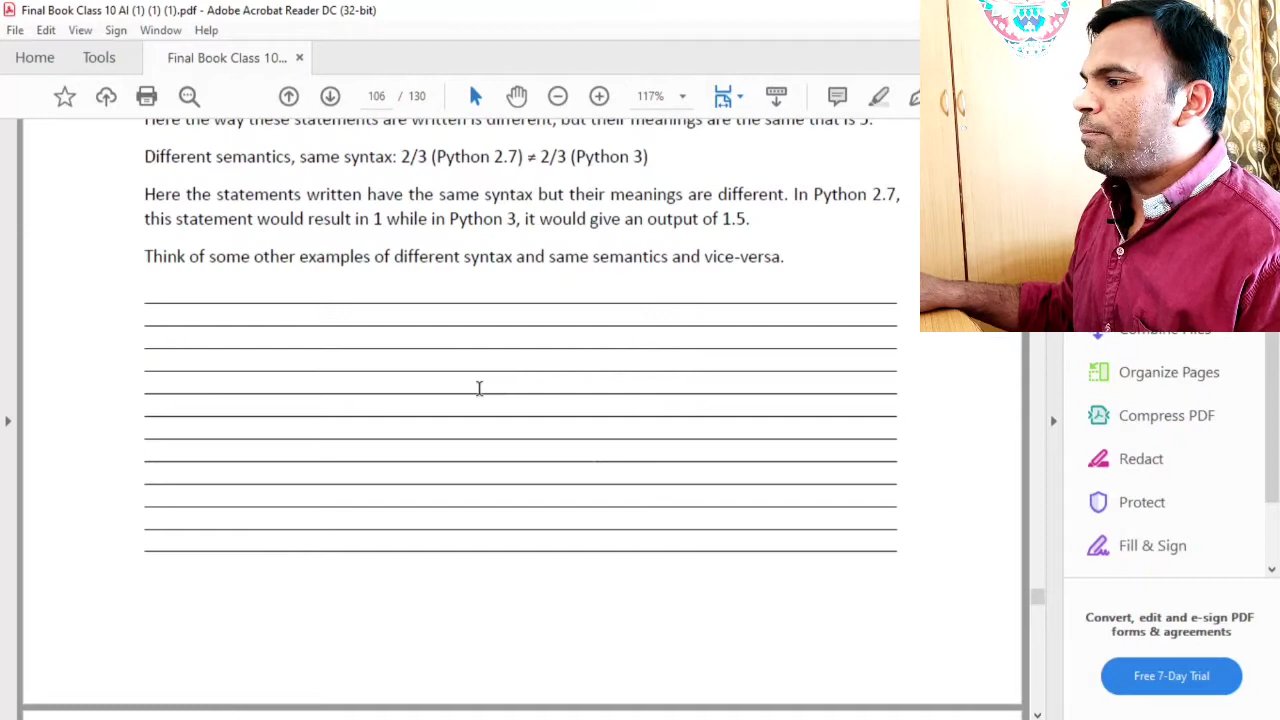 Final Book Class 10 AI (1) (1) (1).pdf - Adobe Acrobat Reader DC (32-bit)
File Edit View Sign Window Help
Home Tools Final Book Class 10... ×
106 / 130 117%
Here the way these statements are written is different, but their meanings are the same that is 5.
Different semantics, same syntax: 2/3 (Python 2.7) ≠ 2/3 (Python 3)
Here the statements written have the same syntax but their meanings are different. In Python 2.7,
this statement would result in 1 while in Python 3, it would give an output of 1.5.
Think of some other examples of different syntax and same semantics and vice-versa.
Combine Files
Organize Pages
Compress PDF
Redact
Protect
Fill & Sign
Convert, edit and e-sign PDF
forms & agreements
Free 7-Day Trial